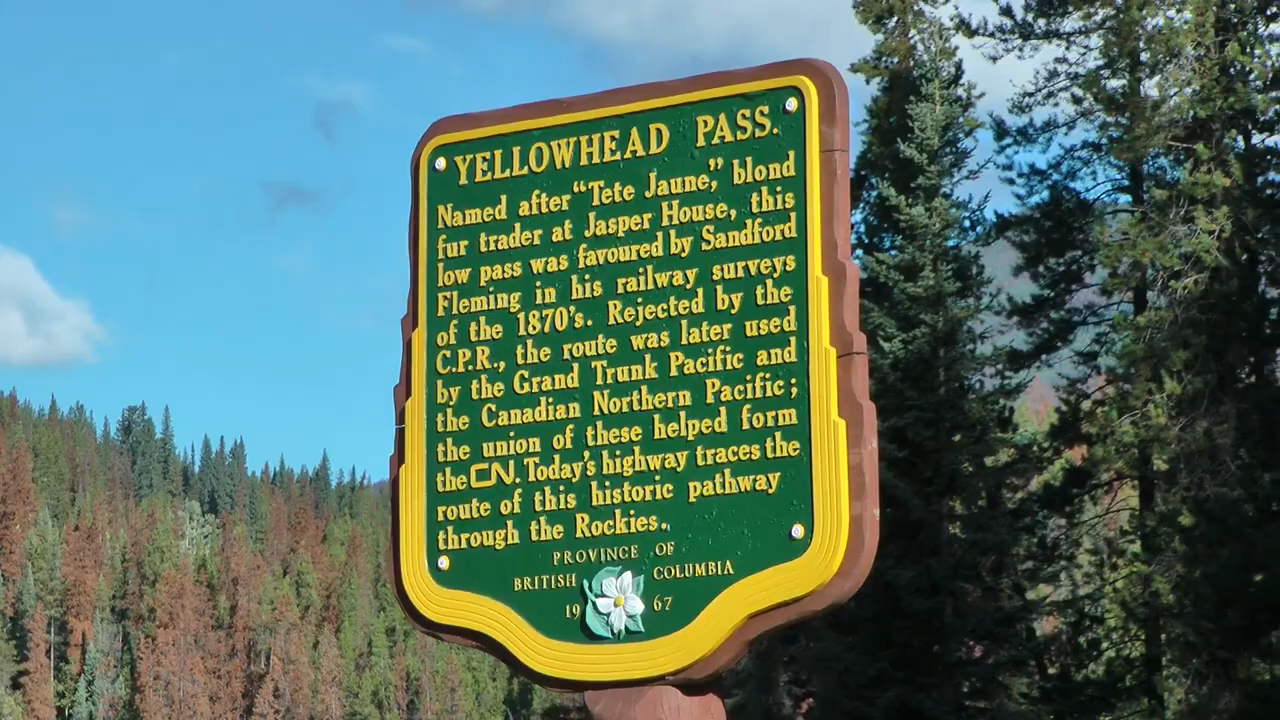 YELLOWHEAD PASS.
Named after "Tete Jaune," blond
fur trader at Jasper House, this
low pass was favoured by Sandford
Fleming in his railway surveys
of the 1870's. Rejected by the
C.P.R., the route was later used
by the Grand Trunk Pacific and
the Canadian Northern Pacific;
the union of these helped form
the CN. Today's highway traces the
route of this historic pathway
through the Rockies.
PROVINCE OF
BRITISH COLUMBIA
19 67